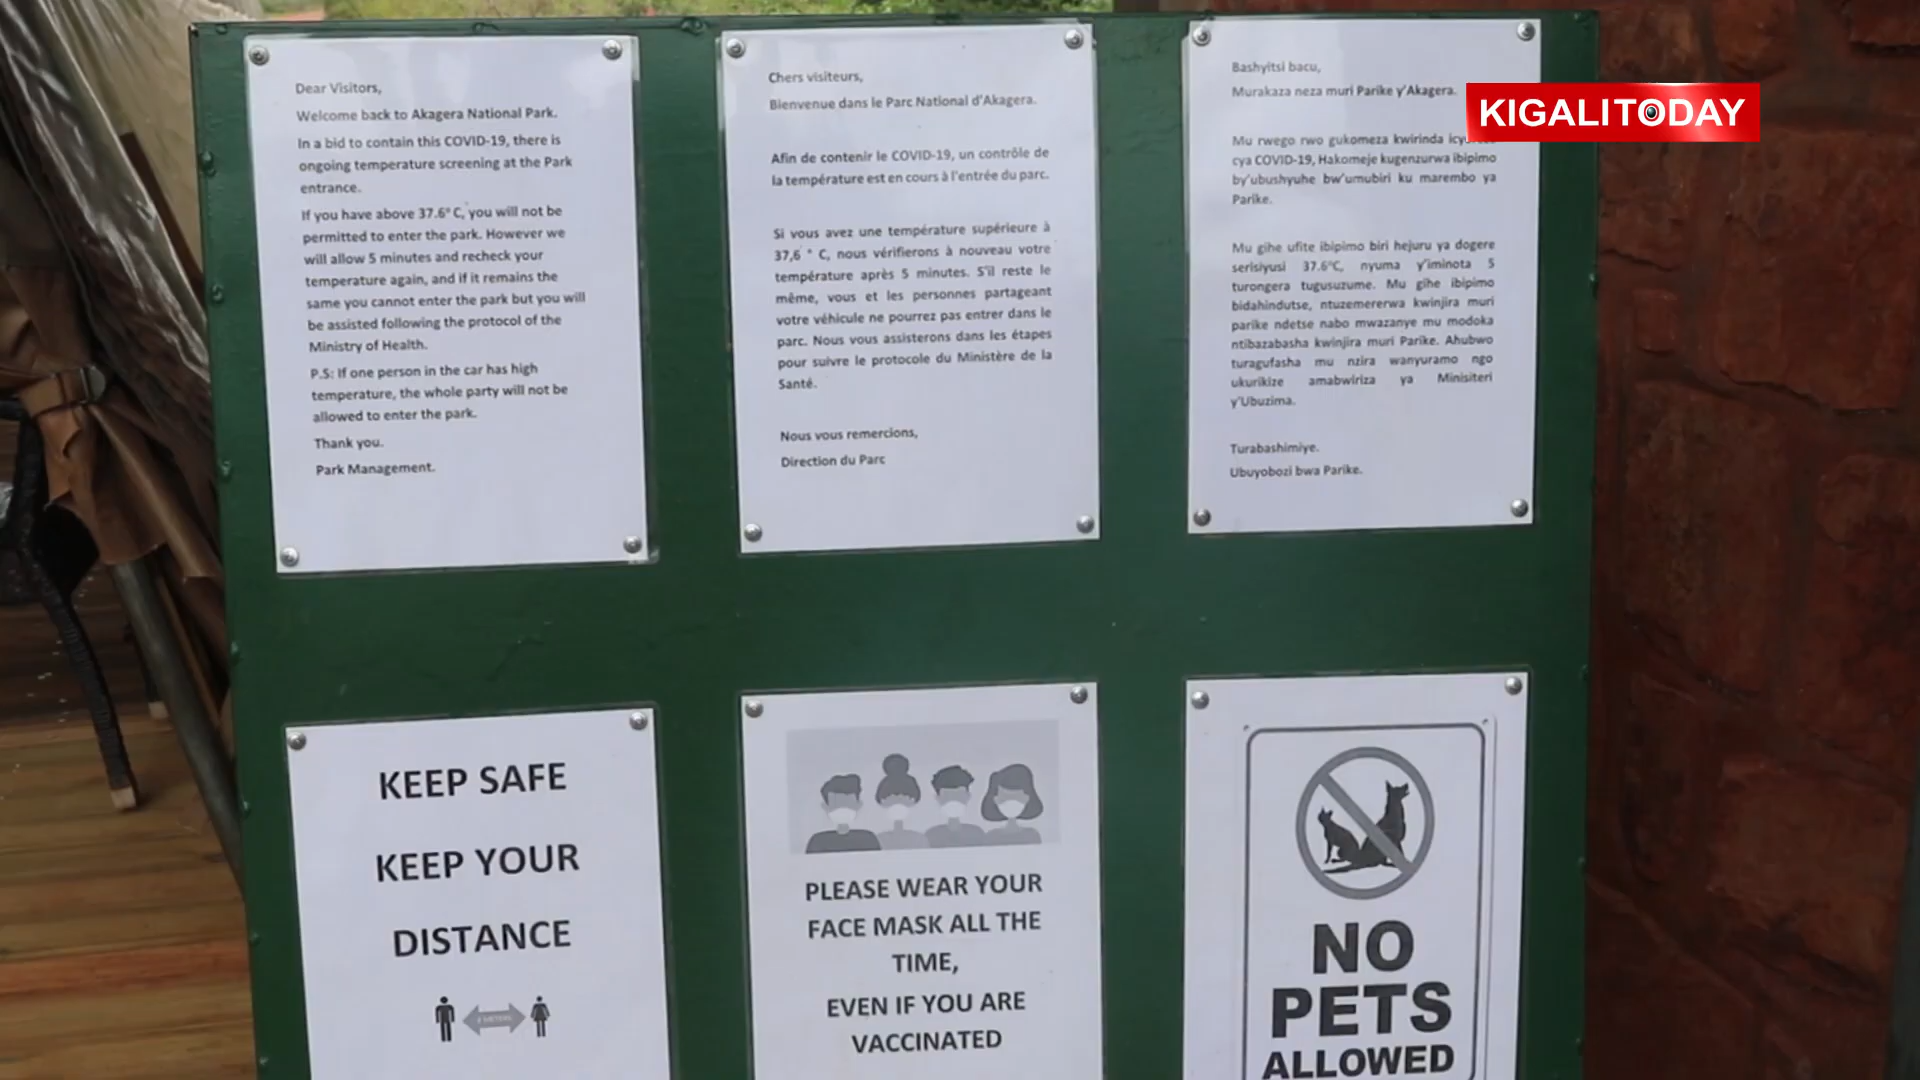 Dear Visitors,
Welcome back to Akagera National Park.
In a bid to contain this COVID-19, there is
ongoing temperature screening at the Park
entrance.
If you have above 37.6° C, you will not be
permitted to enter the park. However we
will allow 5 minutes and recheck your
temperature again, and if it remains the
same you cannot enter the park but you will
be assisted following the protocol of the
Ministry of Health.
P.S: If one person in the car has high
temperature, the whole party will not be
allowed to enter the park.
Thank you.
Park Management.
Chers visiteurs,
Bienvenue dans le Parc National d'Akagera.
Afin de contenir le COVID-19, un contrôle de
la température est en cours à l'entrée du parc.
Si vous avez une température supérieure à
37,6 ° C, nous vérifierons à nouveau votre
température après 5 minutes. S'il reste le
même, vous et les personnes partageant
votre véhicule ne pourrez pas entrer dans le
parc. Nous vous assisterons dans les étapes
pour suivre le protocole du Ministère de la
Santé.
Nous vous remercions,
Direction du Parc
Bashyitsi bacu,
Murakaza neza muri Parike y'Akagera.
Mu rwego rwo gukomeza kwirinda
cya COVID-19, Hakomeje kugenzurwa ibipimo
by'ubushyuhe bw'umubiri ku marembo ya
Parike.
Mu gihe ufite ibipimo biri hejuru ya dogere
serisiyusi 37.6°C, nyuma y'iminota 5
turongera tugusuzume. Mu gihe ibipimo
bidahindutse, ntuzemererwa kwinjira muri
parike ndetse nabo mwazanye mu modoka
ntibazabasha kwinjira muri Parike. Ahubwo
turagufasha mu nzira wanyuramo ngo
ukurikize amabwiriza ya Minisiteri
y'Ubuzima.
Turabashimiye.
Ubuyobozi bwa Parike.
KIGALITODAY
KEEP SAFE
KEEP YOUR
DISTANCE
PLEASE WEAR YOUR
FACE MASK ALL THE
TIME,
EVEN IF YOU ARE
VACCINATED
NO
PETS
ALLOWED